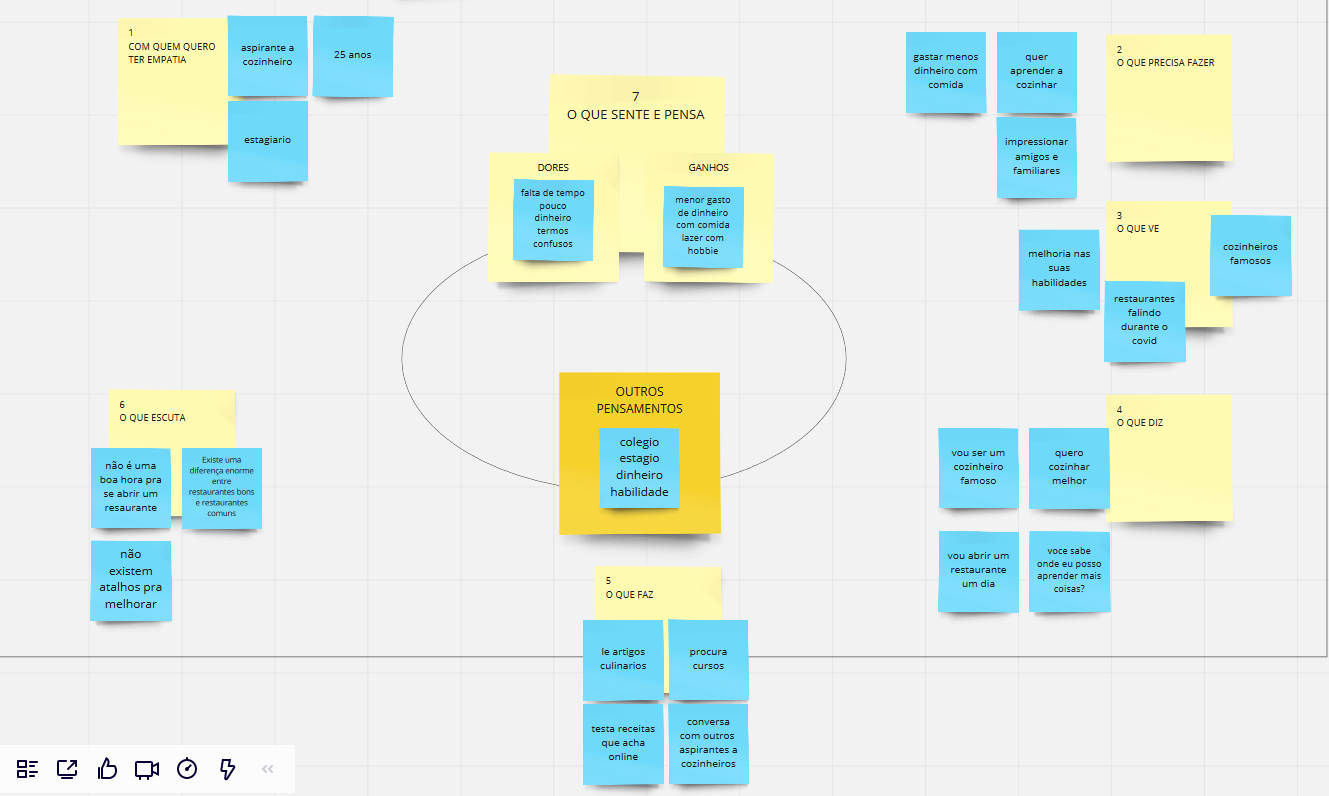 1
COM QUEM QUERO
TER EMPATIA
aspirante a
cozinheiro
25 anos
estagiario
7
O QUE SENTE E PENSA
DORES
falta de tempo
pouco
dinheiro
termos
confusos
GANHOS
menor gasto
de dinheiro
com comida
lazer com
hobbie
gastar menos
dinheiro com
comida
quer
aprender a
cozinhar
impressionar
amigos e
familiares
2
O QUE PRECISA FAZER
3
O QUE VE
melhoria nas
suas
habilidades
restaurantes
falindo
durante o
covid
cozinheiros
famosos
OUTROS
PENSAMENTOS
colegio
estagio
dinheiro
habilidade
4
O QUE DIZ
vou ser um
cozinheiro
famoso
quero
cozinhar
melhor
vou abrir um
restaurante
um dia
voce sabe
onde eu posso
aprender mais
coisas?
6
O QUE ESCUTA
não é uma
boa hora pra
se abrir um
resaurante
Existe uma
diferença enorme
entre
restaurantes bons
e restaurantes
comuns
não
existem
atalhos pra
melhorar
5
O QUE FAZ
le artigos
culinarios
procura
cursos
testa receitas
que acha
online
conversa
com outros
aspirantes a
cozinheiros